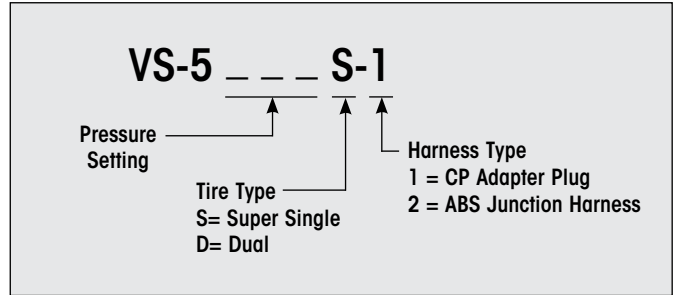 VS-5 _ _ _ S-1
Pressure
Setting
Tire Type
S= Super Single
D= Dual
Harness Type
1 = CP Adapter Plug
2 = ABS Junction Harness